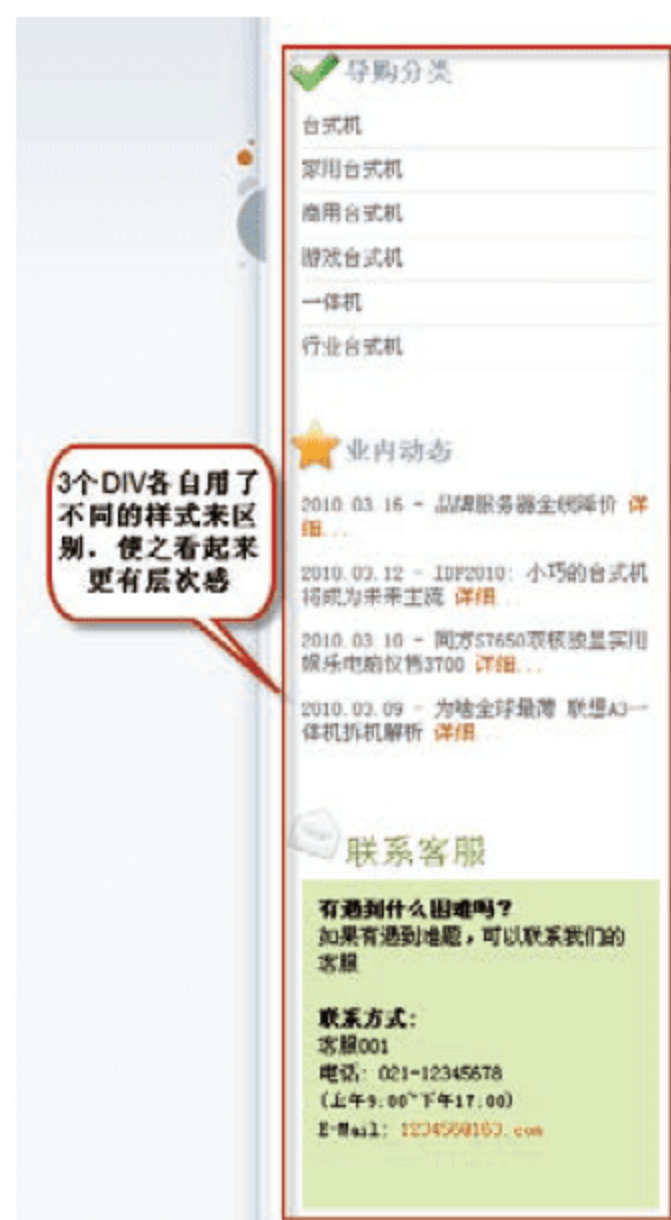 导购分类
台式机
家用台式机
商用台式机
游戏台式机
一体机
行业台式机
业内动态
3个DIV各自用了
不同的样式来区
别，使之看起来
更有层次感
2010.03.16 - 品牌服务器全线降价 详
细...
2010.03.12 - IDF2010: 小巧的台式机
将成为未来主流 详细...
2010.03.10 - 同方S7650双核独显实用
娱乐电脑仅售3700 详细...
2010.03.09 - 为啥全球最薄 联想A3一
体机拆机解析 详细...
联系客服
有遇到什么困难吗？
如果有遇到难题，可以联系我们的
客服
联系方式：
客服001
电话: 021-12345678
(上午9:00~下午17:00)
E-Mail: 123456@163.com